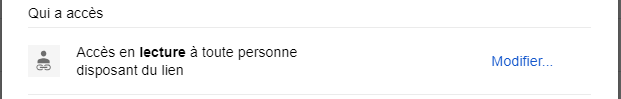 Qui a accès
Accès en lecture à toute personne
disposant du lien
Modifier...